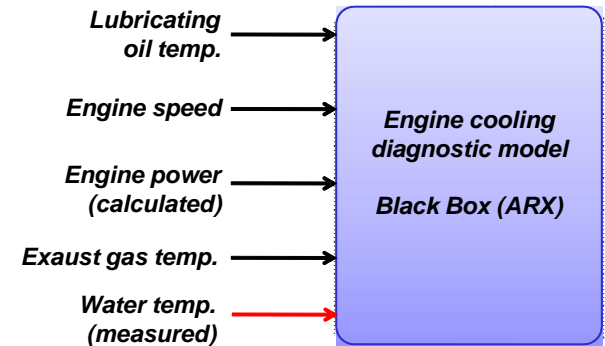 Lubricating
oil temp.
Engine speed
Engine power
(calculated)
Exaust gas temp.
Water temp.
(measured)
Engine cooling
diagnostic model
Black Box (ARX)